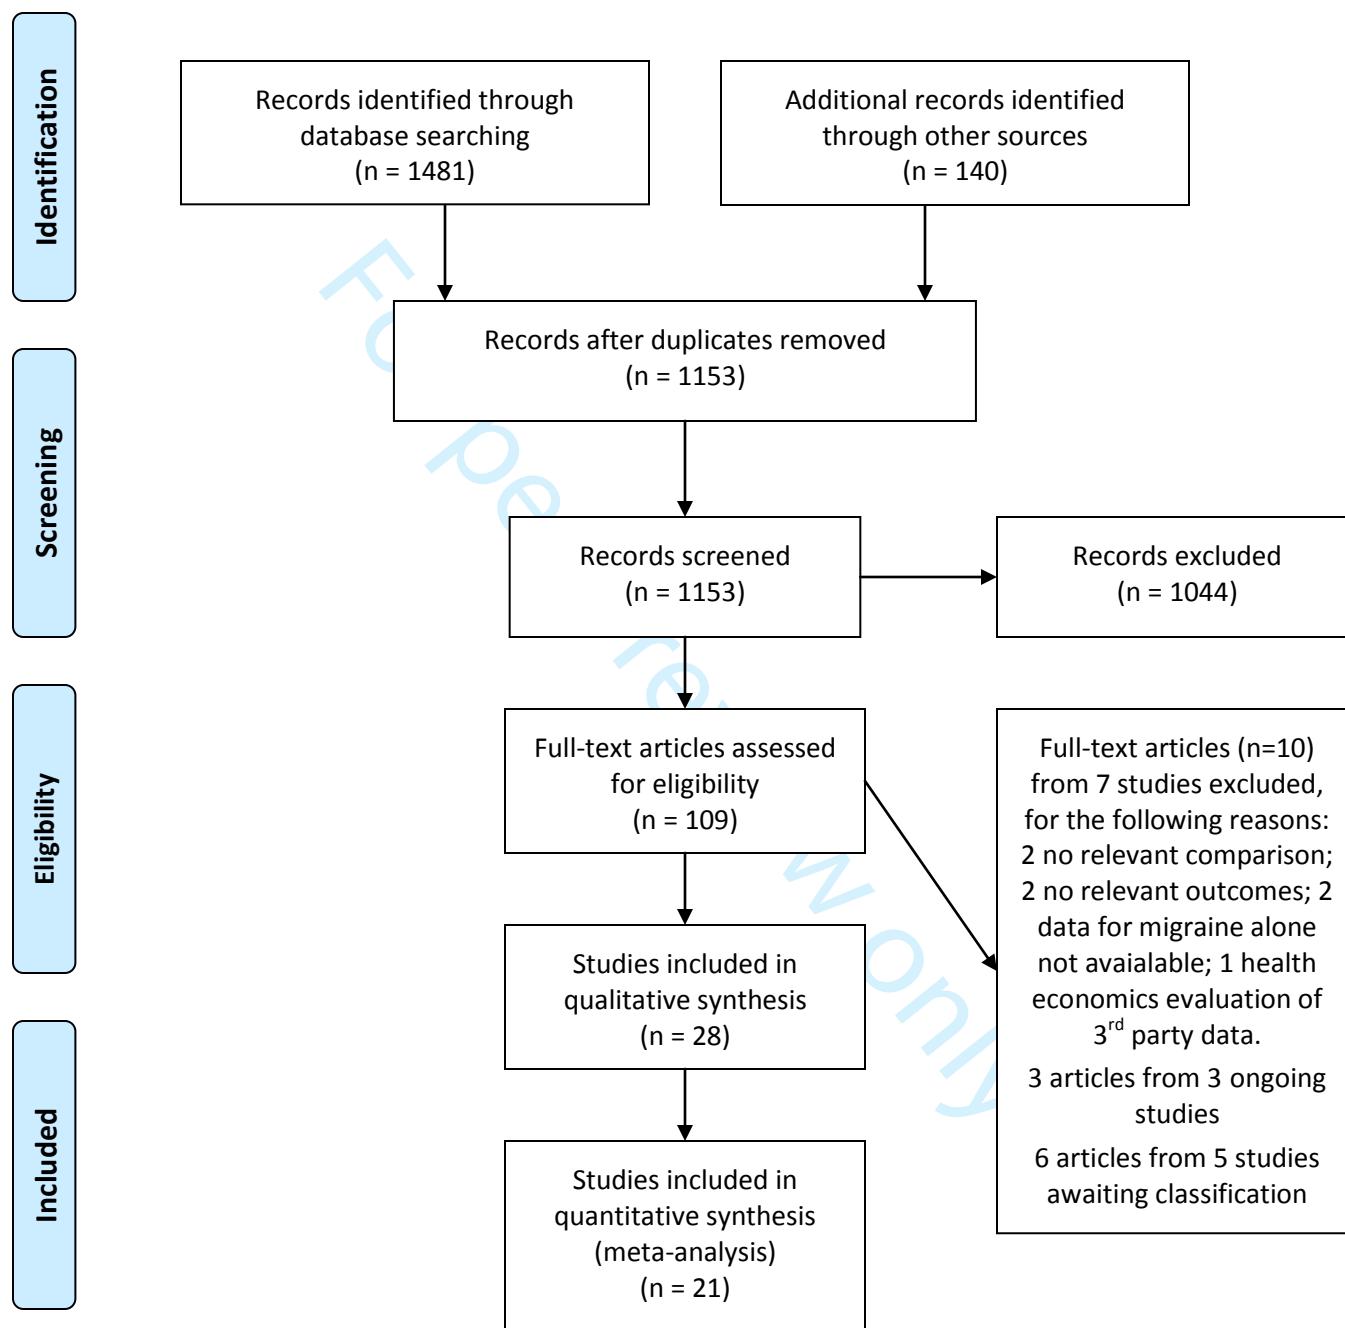 Identification
Records identified through
database searching
(n = 1481)
Additional records identified
through other sources
(n = 140)
Records after duplicates removed
(n = 1153)
Screening
Records screened
(n = 1153)
Records excluded
(n = 1044)
Eligibility
Full-text articles assessed
for eligibility
(n = 109)
Full-text articles (n=10)
from 7 studies excluded,
for the following reasons:
2 no relevant comparison;
2 no relevant outcomes; 2
data for migraine alone
not avaialable; 1 health
economics evaluation of
3rd party data.
3 articles from 3 ongoing
studies
6 articles from 5 studies
awaiting classification
Studies included in
qualitative synthesis
(n = 28)
Included
Studies included in
quantitative synthesis
(meta-analysis)
(n = 21)